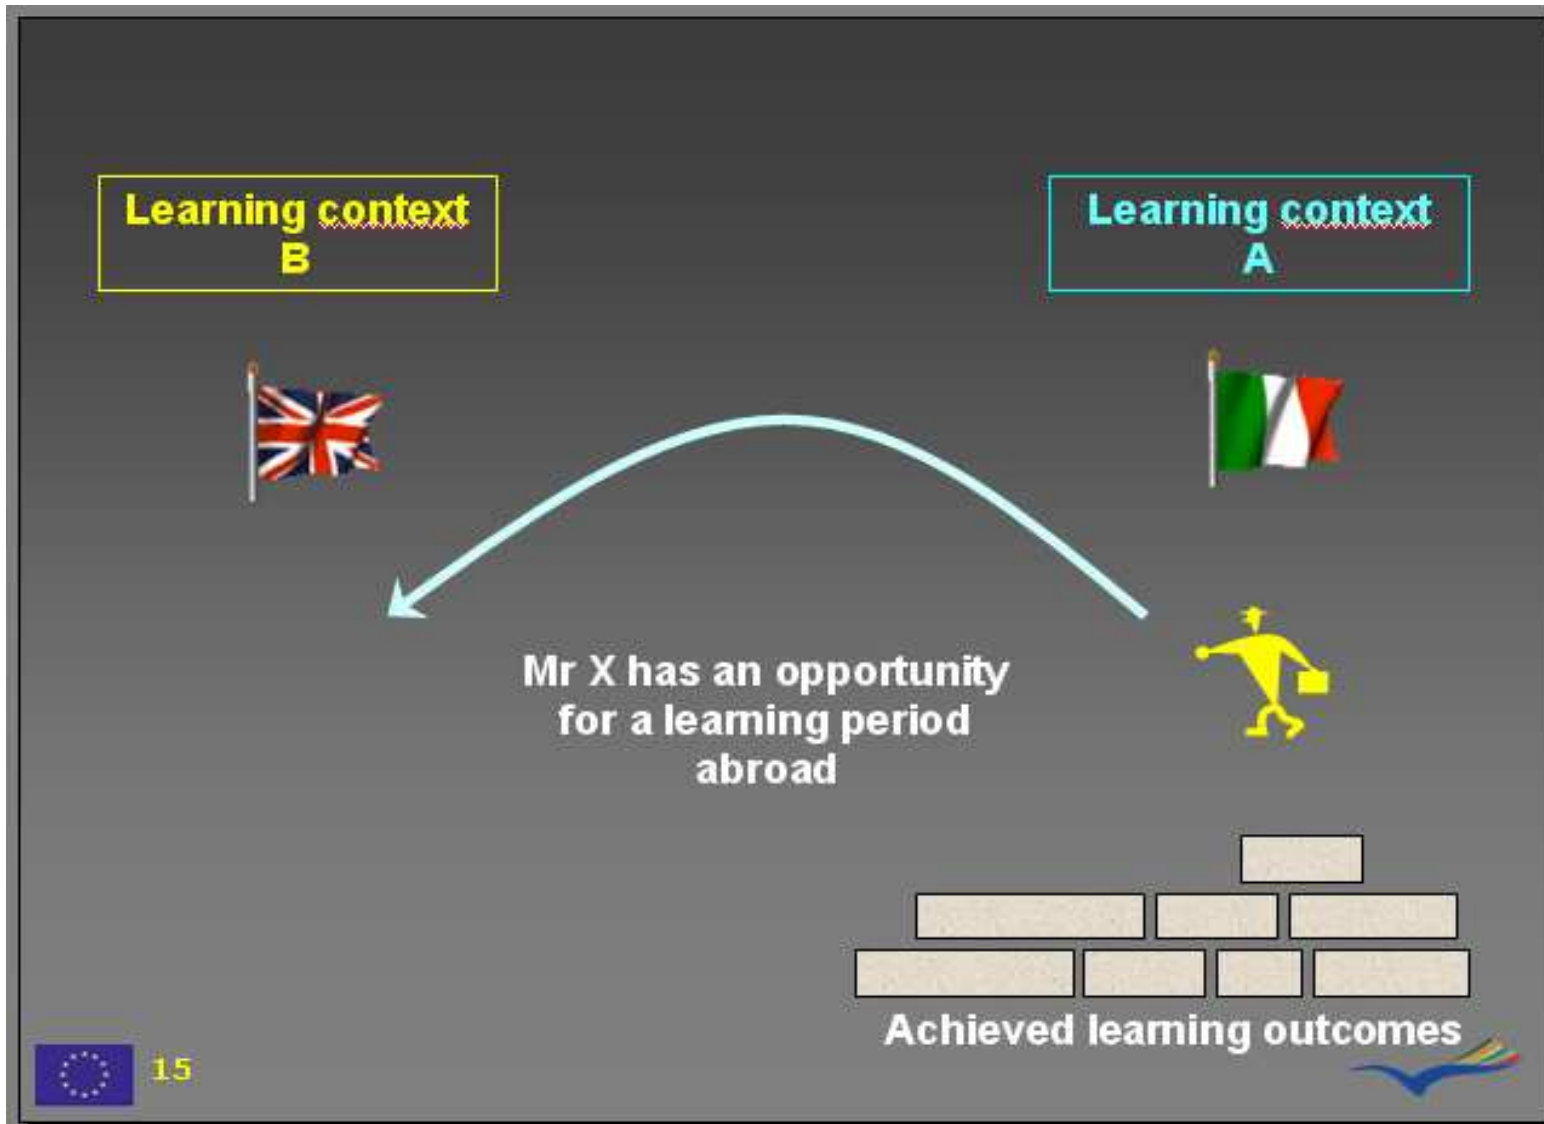 Learning context
B
Learning context
A
Mr X has an opportunity
for a learning period
abroad
Achieved learning outcomes
15